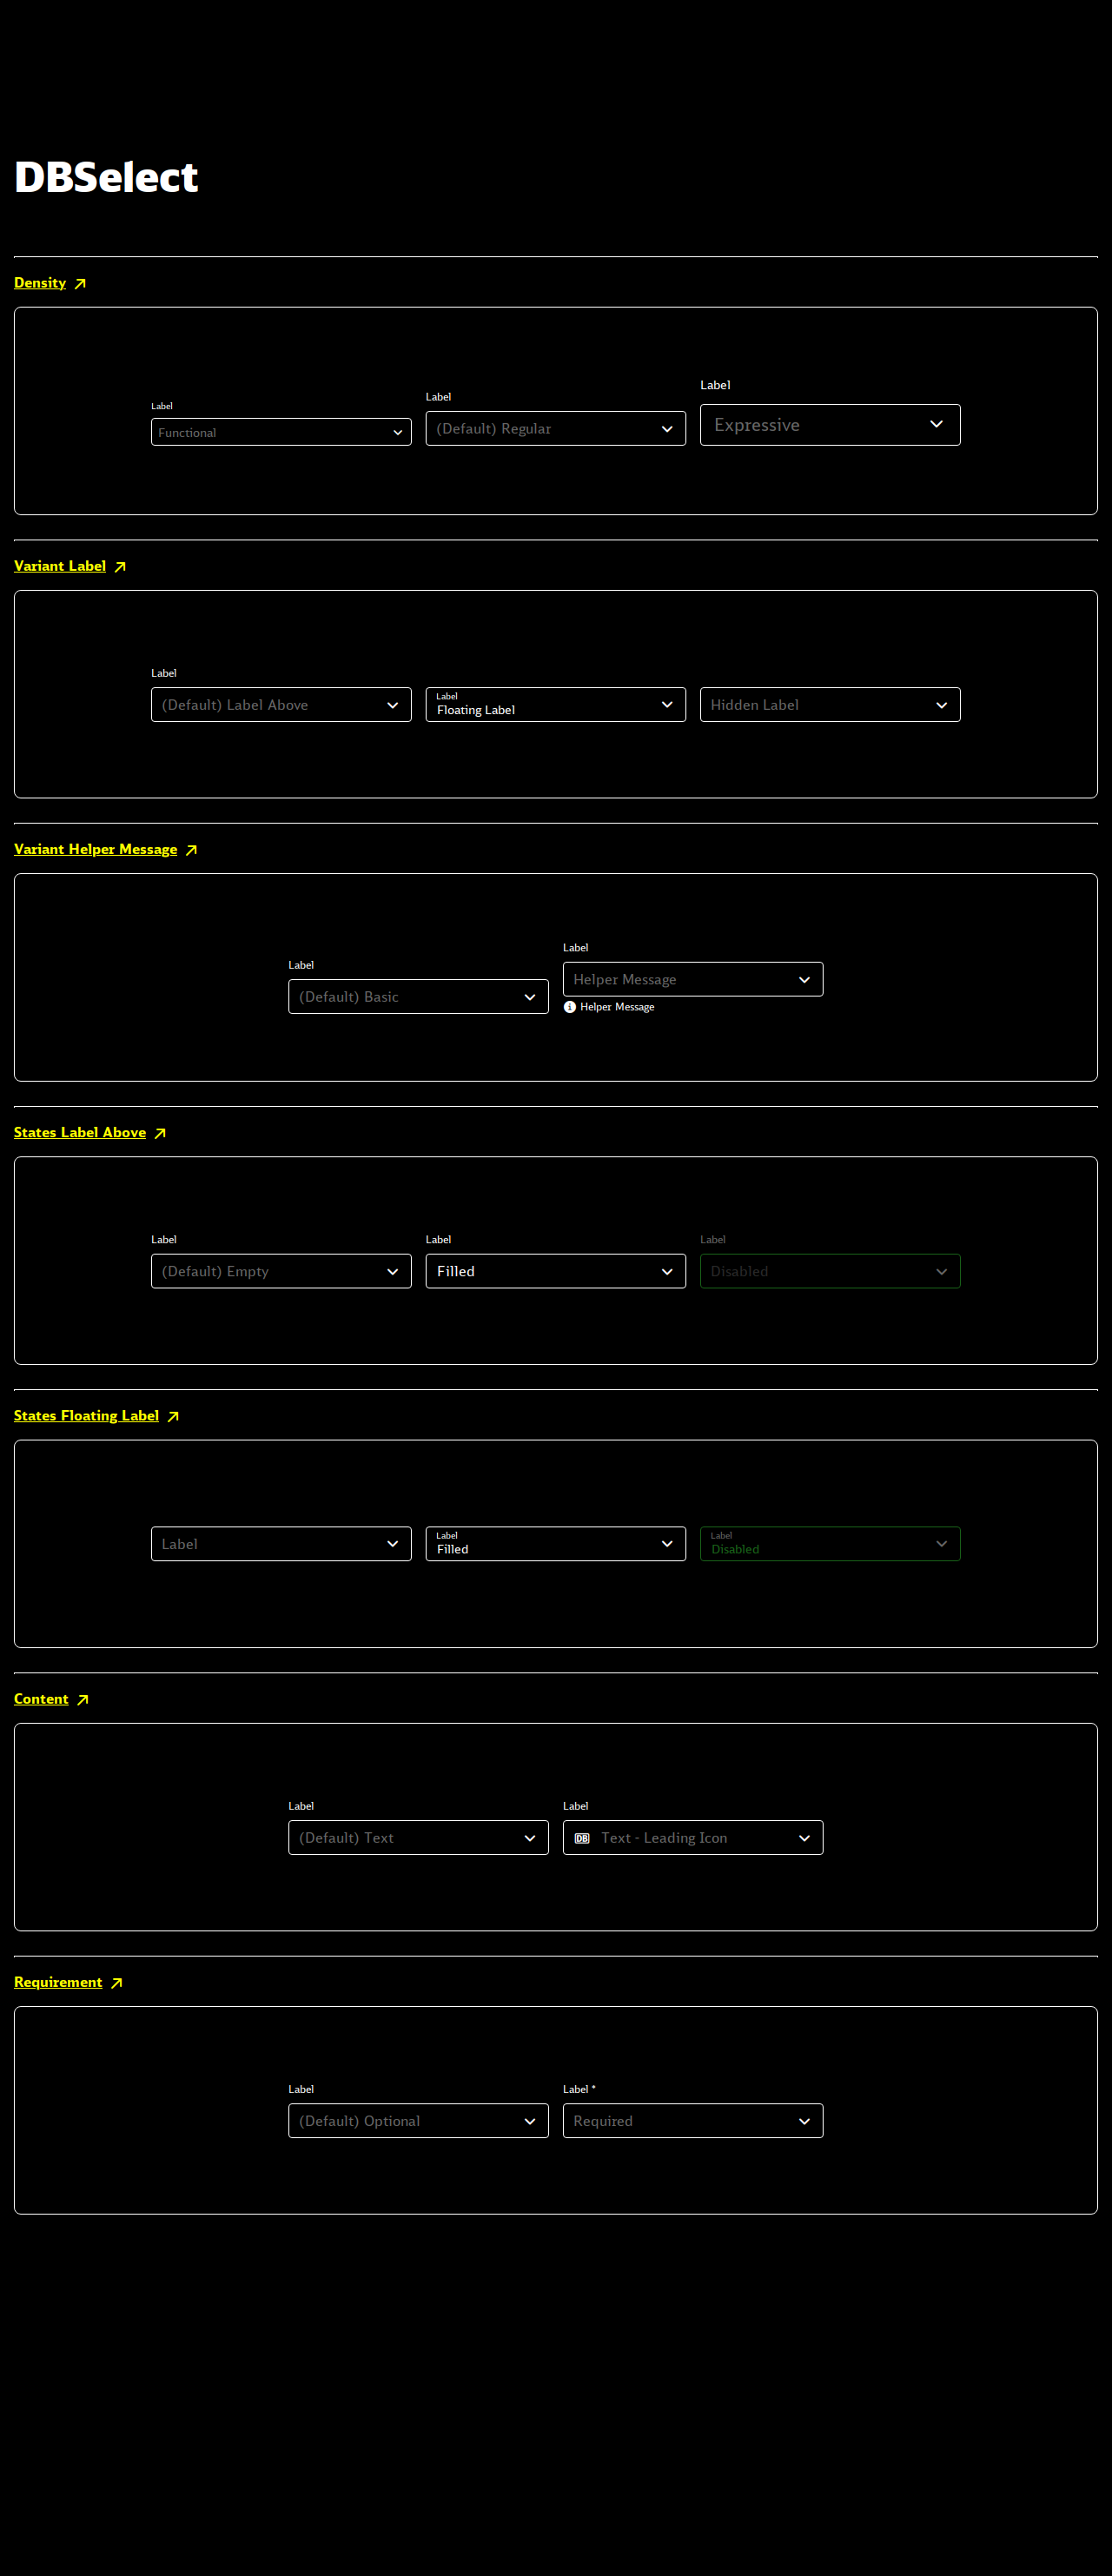 DBSelect
Density
Label
Functional
Label
(Default) Regular
Label
Expressive
Variant Label
Label
(Default) Label Above
Label
Floating Label
Hidden Label
Variant Helper Message
Label
(Default) Basic
Label
Helper Message
Helper Message
States Label Above
Label
(Default) Empty
Label
Filled
Label
Disabled
States Floating Label
Label
Label
Filled
Label
Disabled
Content
Label
(Default) Text
Label
DB Text - Leading Icon
Requirement
Label
(Default) Optional
Label *
Required